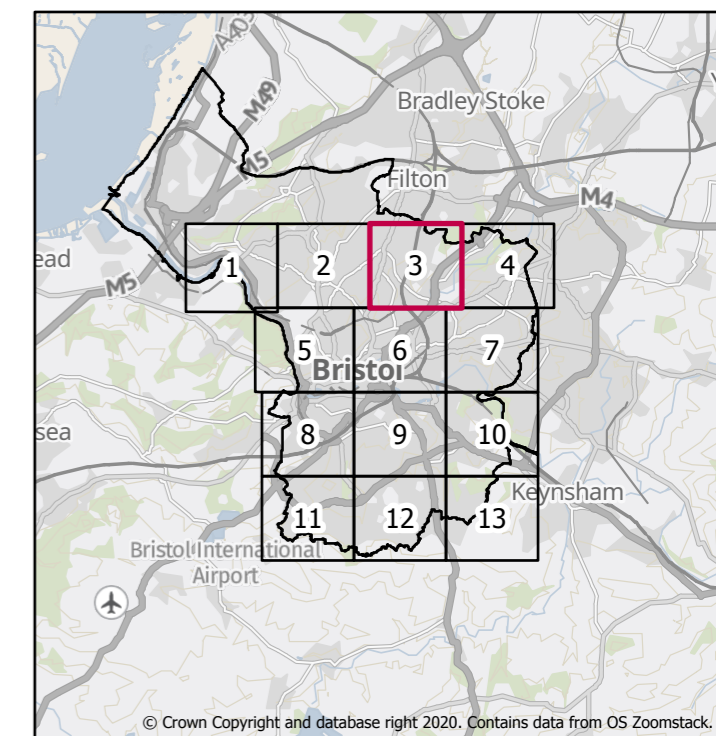 A403
M49
Bradley Stoke
M5
Filton
M4
ead
1
2
3
4
M5
5
6
7
Bristol
sea
8
9
10
Keynsham
11
12
13
Bristol International
Airport
© Crown Copyright and database right 2020. Contains data from OS Zoomstack.